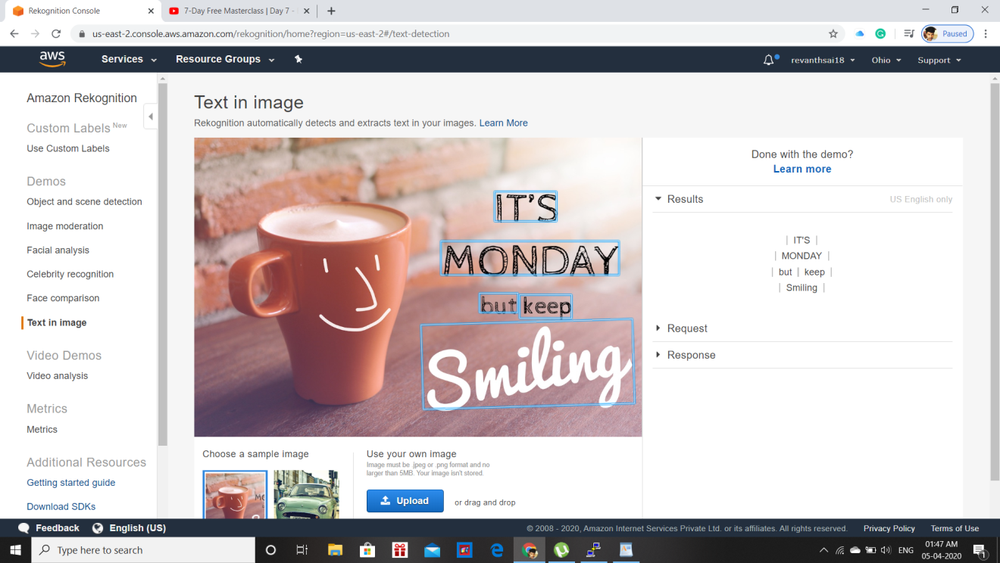 Rekognition Console
7-Day Free Masterclass | Day 7 -
us-east-2.console.aws.amazon.com/rekognition/home?region=us-east-2#/text-detection
Paused
aws
Services
Resource Groups
revanthsai18
Ohio
Support
Amazon Rekognition
Custom Labels New
Use Custom Labels
Demos
Object and scene detection
Image moderation
Facial analysis
Celebrity recognition
Face comparison
Text in image
Video Demos
Video analysis
Metrics
Metrics
Additional Resources
Getting started guide
Download SDKs
Text in image
Rekognition automatically detects and extracts text in your images. Learn More
IT'S
MONDAY
but keep
Smiling
Done with the demo?
Learn more
Results
US English only
| IT'S |
| MONDAY |
| but | keep |
| Smiling |
Request
Response
Choose a sample image
Use your own image
Image must be .jpeg or .png format and no
larger than 5MB. Your image isn't stored.
Upload
or drag and drop
Feedback
English (US)
© 2008 - 2020, Amazon Internet Services Private Ltd. or its affiliates. All rights reserved.
Privacy Policy
Terms of Use
Type here to search
ENG
01:47 AM
05-04-2020
1